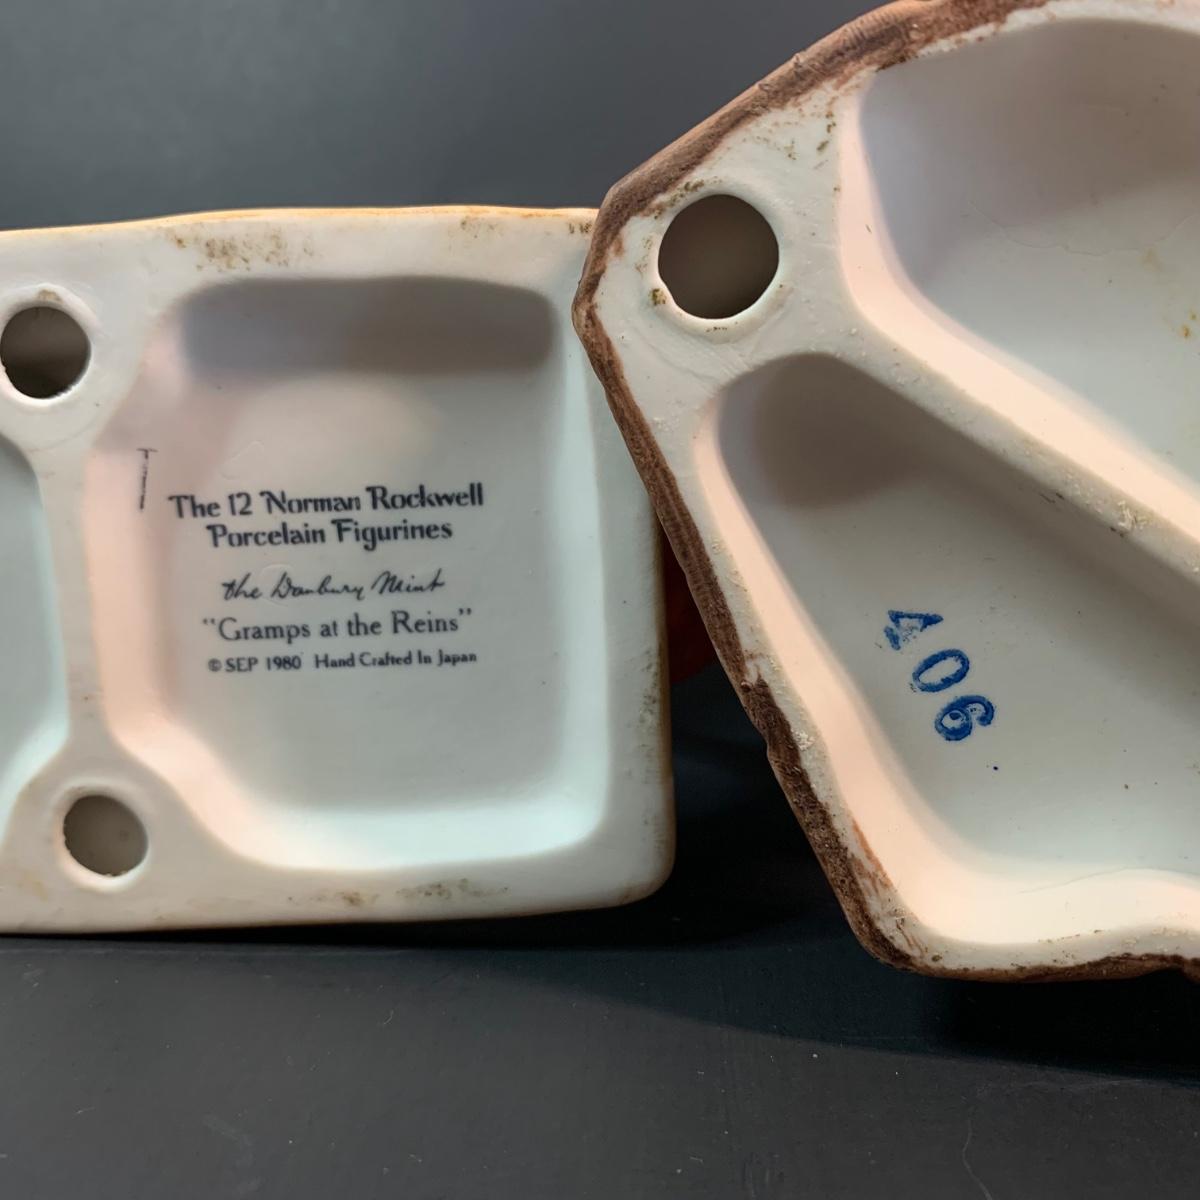 The 12 Norman Rockwell
Porcelain Figurines
the Danbury Mint
"Gramps at the Reins"
© SEP 1980 Hand Crafted In Japan
406